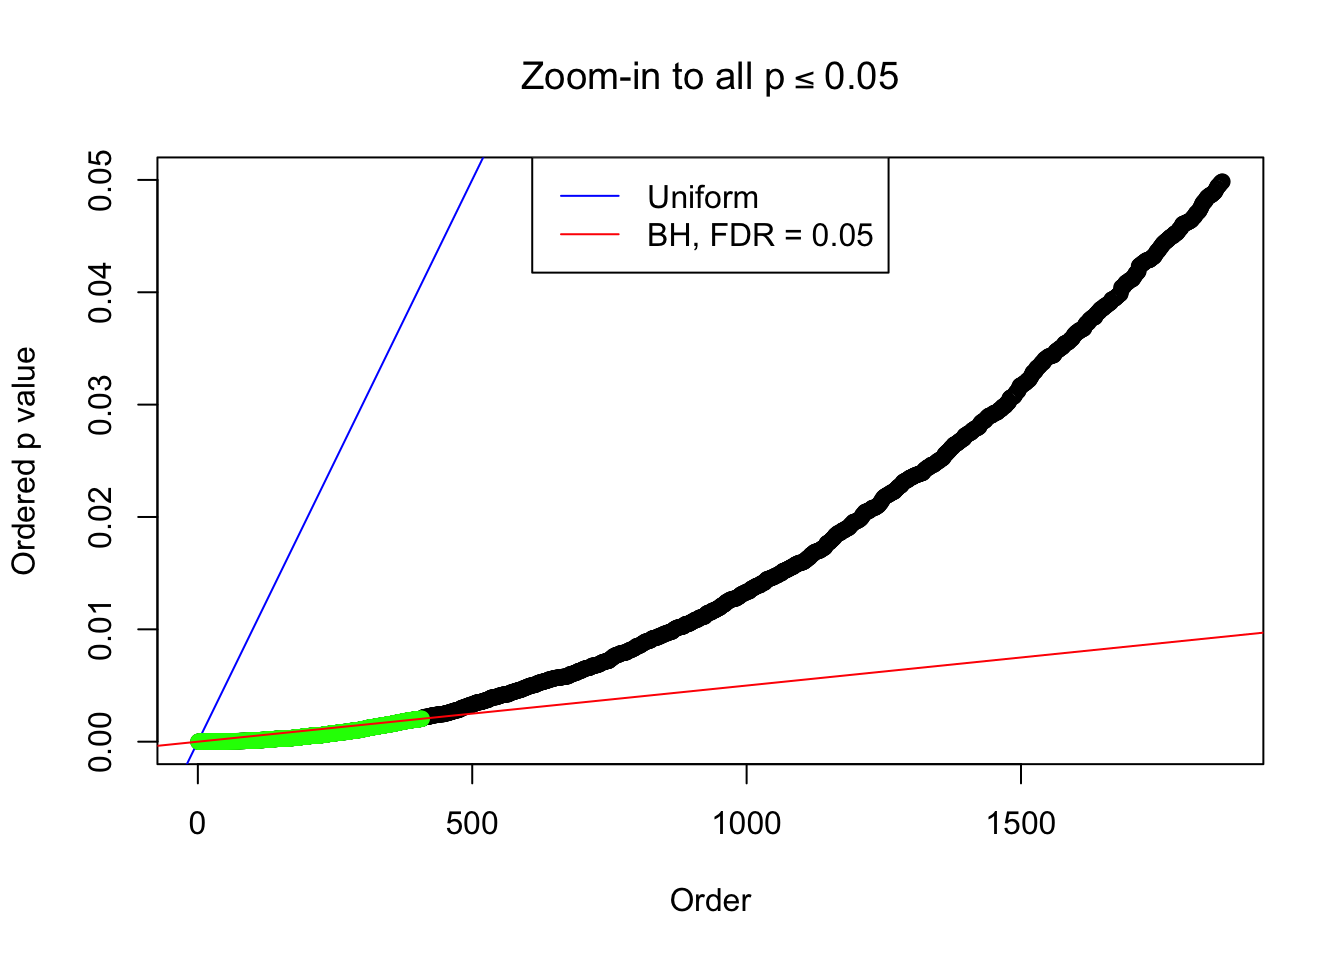 Zoom-in to all p ≤ 0.05
Uniform
BH, FDR = 0.05
Ordered p value
0.05
0.04
0.03
0.02
0.01
0.00
0
500
1000
1500
Order